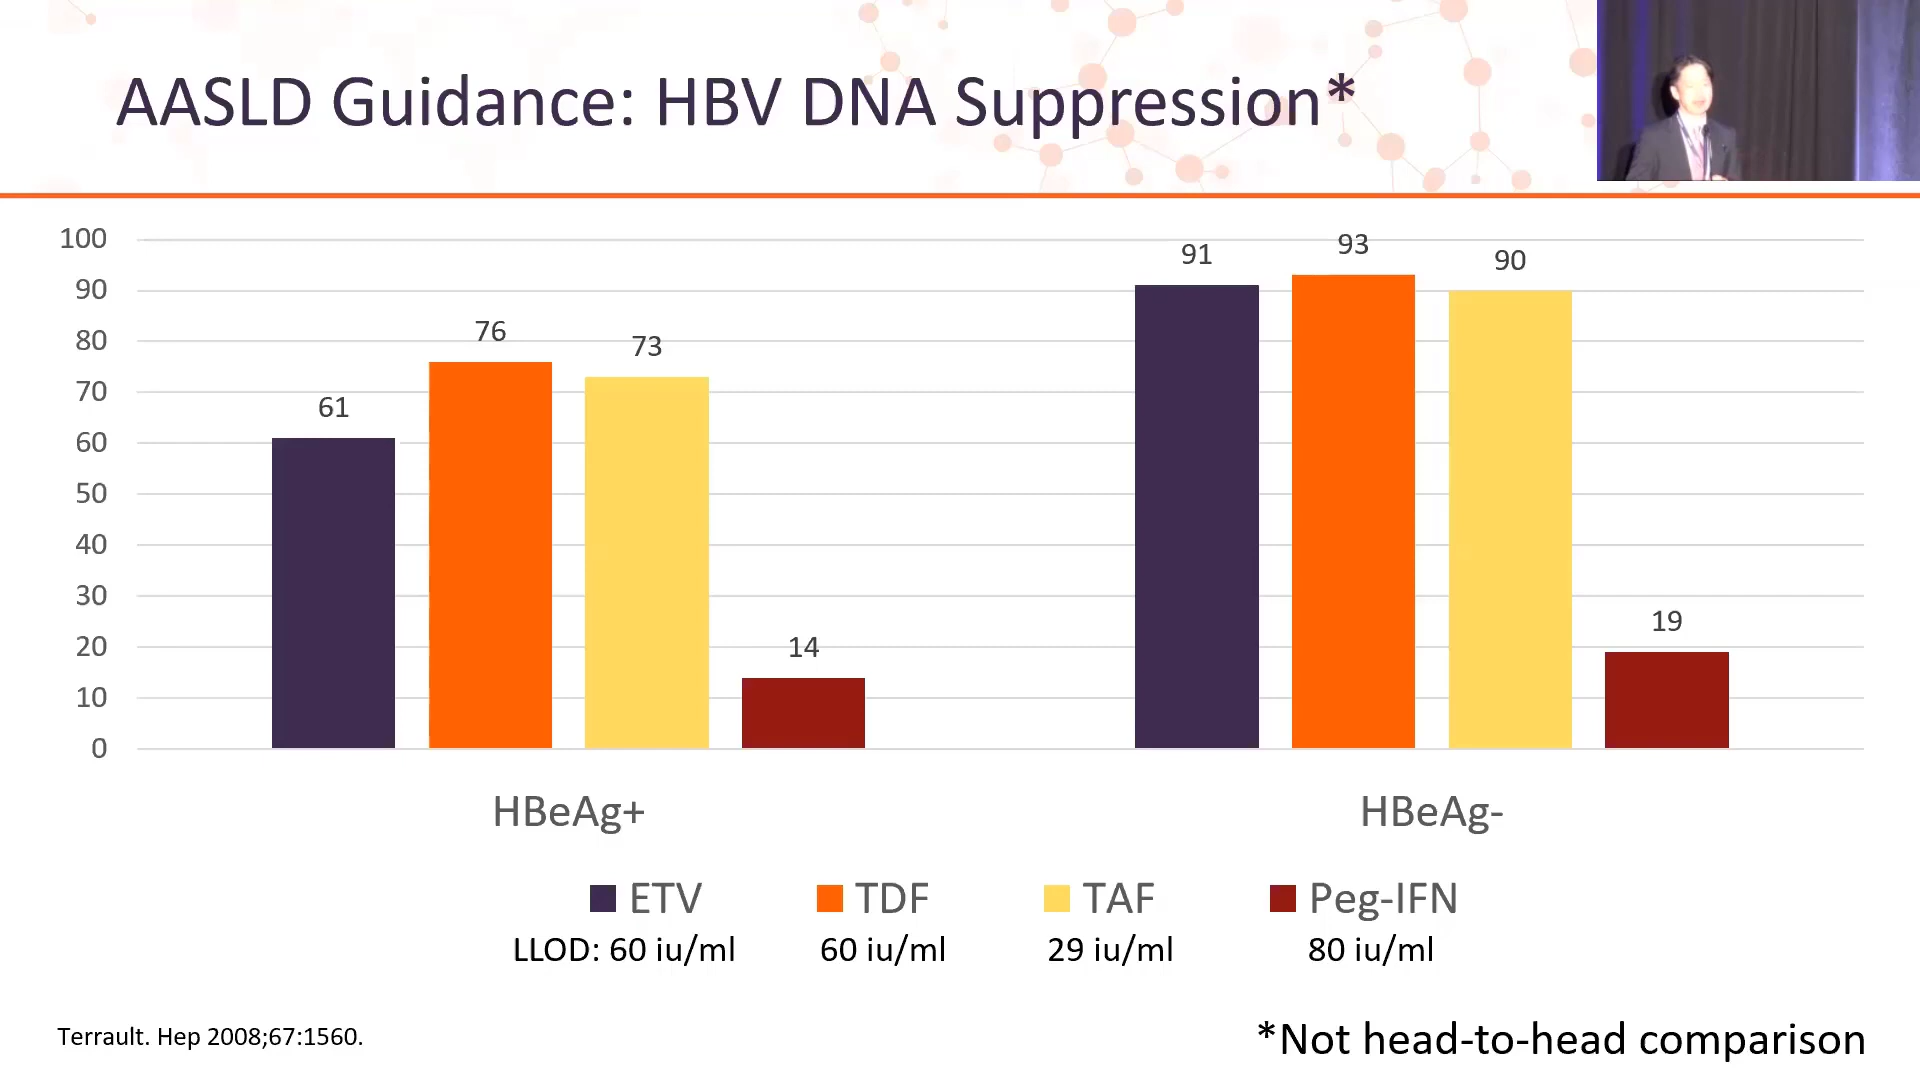 AASLD Guidance: HBV DNA Suppression*
100
90
80
70
60
50
40
30
20
10
0
61
76
73
14
91
93
90
19
HBeAg+
HBeAg-
ETV TDF TAF Peg-IFN
LLOD: 60 iu/ml 60 iu/ml 29 iu/ml 80 iu/ml
Terrault. Hep 2008;67:1560.
*Not head-to-head comparison